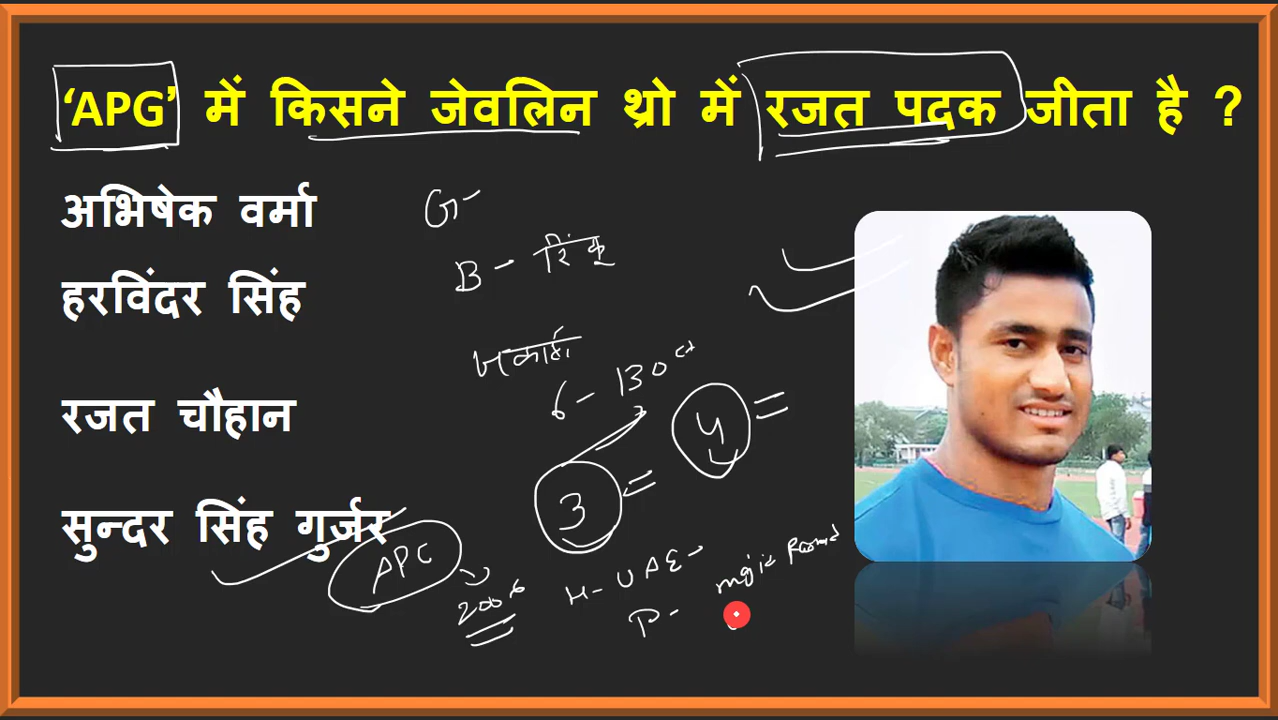 ‘APG’ में किसने जेवलिन थ्रो में रजत पदक जीता है ?
अभिषेक वर्मा
G-
B - रिंकू
हरविंदर सिंह
6 - 130
4 =
रजत चौहान
3 =
सुन्दर सिंह गुर्जर
APC
2006
H - UAE -
P -